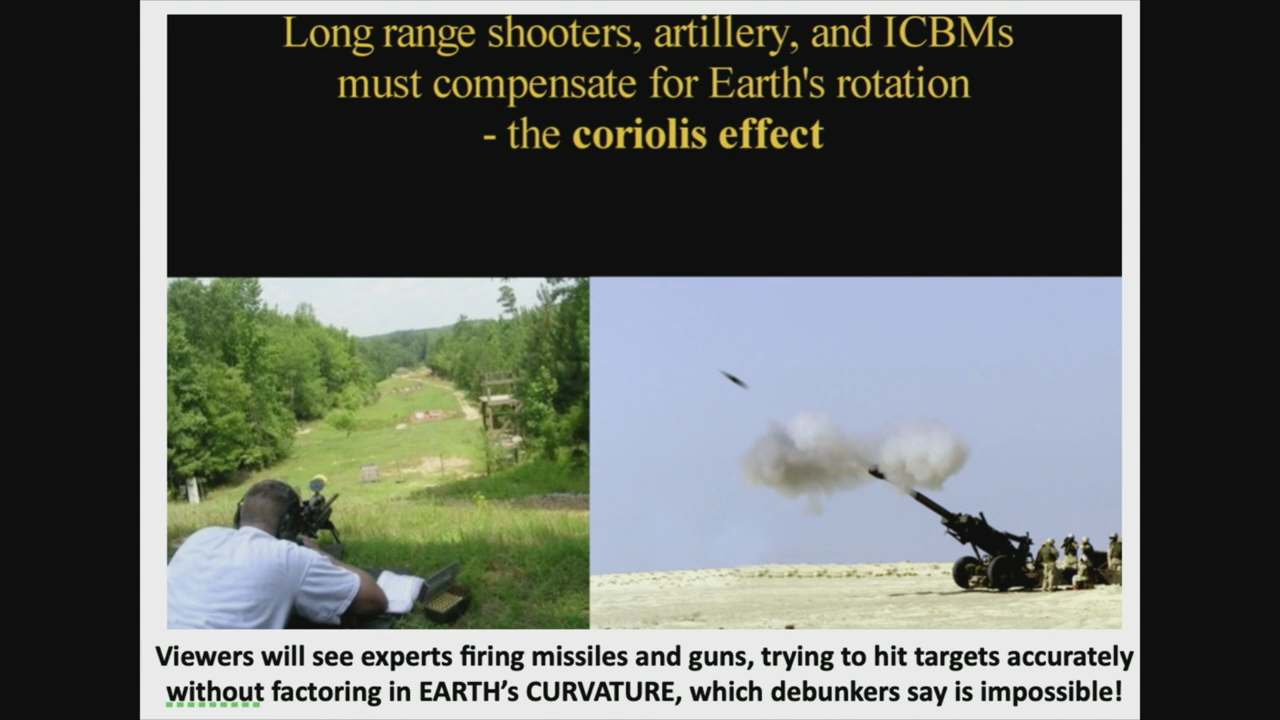 Long range shooters, artillery, and ICBMs
must compensate for Earth's rotation
- the coriolis effect
Viewers will see experts firing missiles and guns, trying to hit targets accurately
without factoring in EARTH's CURVATURE, which debunkers say is impossible!